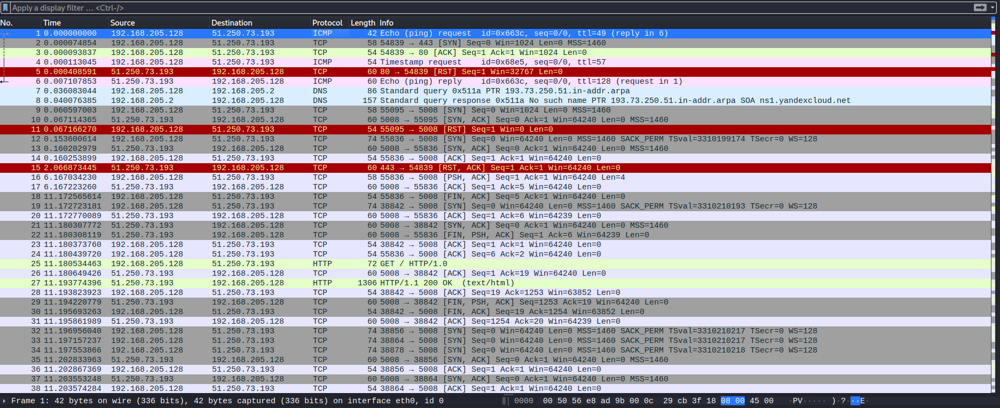 Apply a display filter … <Ctrl-/>
No. Time Source Destination Protocol Length Info
1 0.000000000 192.168.205.128 51.250.73.193 ICMP 42 Echo (ping) request id=0x663c, seq=0/0, ttl=49 (reply in 6)
2 0.000074854 192.168.205.128 51.250.73.193 TCP 58 54839 → 443 [SYN] Seq=0 Win=1024 Len=0 MSS=1460
3 0.000093837 192.168.205.128 51.250.73.193 TCP 54 54839 → 80 [ACK] Seq=1 Ack=1 Win=1024 Len=0
4 0.000113045 192.168.205.128 51.250.73.193 ICMP 54 Timestamp request id=0x68e5, seq=0/0, ttl=57
5 0.000408591 51.250.73.193 192.168.205.128 TCP 60 80 → 54839 [RST] Seq=1 Win=32767 Len=0
6 0.007107853 51.250.73.193 192.168.205.128 ICMP 60 Echo (ping) reply id=0x663c, seq=0/0, ttl=128 (request in 1)
7 0.036083044 192.168.205.128 192.168.205.2 DNS 86 Standard query 0x511a PTR 193.73.250.51.in-addr.arpa
8 0.040076385 192.168.205.2 192.168.205.128 DNS 157 Standard query response 0x511a No such name PTR 193.73.250.51.in-addr.arpa SOA ns1.yandexcloud.net
9 0.060597003 192.168.205.128 51.250.73.193 TCP 58 55095 → 5008 [SYN] Seq=0 Win=1024 Len=0 MSS=1460
10 0.067114365 51.250.73.193 192.168.205.128 TCP 60 5008 → 55095 [SYN, ACK] Seq=0 Ack=1 Win=64240 Len=0 MSS=1460
11 0.067166270 192.168.205.128 51.250.73.193 TCP 54 55095 → 5008 [RST] Seq=1 Win=0 Len=0
12 0.153600614 192.168.205.128 51.250.73.193 TCP 74 55836 → 5008 [SYN] Seq=0 Win=64240 Len=0 MSS=1460 SACK_PERM TSval=3310199174 TSecr=0 WS=128
13 0.160202979 51.250.73.193 192.168.205.128 TCP 60 5008 → 55836 [SYN, ACK] Seq=0 Ack=1 Win=64240 Len=0 MSS=1460
14 0.160253899 192.168.205.128 51.250.73.193 TCP 54 55836 → 5008 [ACK] Seq=1 Ack=1 Win=64240 Len=0
15 2.066873445 51.250.73.193 192.168.205.128 TCP 60 443 → 54839 [RST, ACK] Seq=1 Ack=1 Win=64240 Len=0
16 6.167034230 192.168.205.128 51.250.73.193 TCP 58 55836 → 5008 [PSH, ACK] Seq=1 Ack=1 Win=64240 Len=4
17 6.167223260 51.250.73.193 192.168.205.128 TCP 60 5008 → 55836 [ACK] Seq=1 Ack=5 Win=64240 Len=0
18 11.172565614 192.168.205.128 51.250.73.193 TCP 54 55836 → 5008 [FIN, ACK] Seq=5 Ack=1 Win=64240 Len=0
19 11.172723181 192.168.205.128 51.250.73.193 TCP 74 38842 → 5008 [SYN] Seq=0 Win=64240 Len=0 MSS=1460 SACK_PERM TSval=3310210193 TSecr=0 WS=128
20 11.172770089 51.250.73.193 192.168.205.128 TCP 60 5008 → 55836 [ACK] Seq=1 Ack=6 Win=64239 Len=0
21 11.180307772 51.250.73.193 192.168.205.128 TCP 60 5008 → 38842 [SYN, ACK] Seq=0 Ack=1 Win=64240 Len=0 MSS=1460
22 11.180308119 51.250.73.193 192.168.205.128 TCP 60 5008 → 55836 [FIN, PSH, ACK] Seq=1 Ack=6 Win=64239 Len=0
23 11.180373760 192.168.205.128 51.250.73.193 TCP 54 38842 → 5008 [ACK] Seq=1 Ack=1 Win=64240 Len=0
24 11.180439720 192.168.205.128 51.250.73.193 TCP 54 55836 → 5008 [ACK] Seq=6 Ack=2 Win=64240 Len=0
25 11.180534463 192.168.205.128 51.250.73.193 HTTP 72 GET / HTTP/1.0
26 11.180649426 51.250.73.193 192.168.205.128 TCP 60 5008 → 38842 [ACK] Seq=1 Ack=19 Win=64240 Len=0
27 11.193774396 51.250.73.193 192.168.205.128 HTTP 1306 HTTP/1.1 200 OK (text/html)
28 11.193823923 192.168.205.128 51.250.73.193 TCP 54 38842 → 5008 [ACK] Seq=19 Ack=1253 Win=63852 Len=0
29 11.194220779 51.250.73.193 192.168.205.128 TCP 60 5008 → 38842 [FIN, PSH, ACK] Seq=1253 Ack=19 Win=64240 Len=0
30 11.195693263 192.168.205.128 51.250.73.193 TCP 54 38842 → 5008 [FIN, ACK] Seq=19 Ack=1254 Win=63852 Len=0
31 11.195861989 51.250.73.193 192.168.205.128 TCP 60 5008 → 38842 [ACK] Seq=1254 Ack=20 Win=64239 Len=0
32 11.196956040 192.168.205.128 51.250.73.193 TCP 74 38856 → 5008 [SYN] Seq=0 Win=64240 Len=0 MSS=1460 SACK_PERM TSval=3310210217 TSecr=0 WS=128
33 11.197157237 192.168.205.128 51.250.73.193 TCP 74 38864 → 5008 [SYN] Seq=0 Win=64240 Len=0 MSS=1460 SACK_PERM TSval=3310210217 TSecr=0 WS=128
34 11.197553866 192.168.205.128 51.250.73.193 TCP 74 38878 → 5008 [SYN] Seq=0 Win=64240 Len=0 MSS=1460 SACK_PERM TSval=3310210218 TSecr=0 WS=128
35 11.202833963 51.250.73.193 192.168.205.128 TCP 60 5008 → 38856 [SYN, ACK] Seq=0 Ack=1 Win=64240 Len=0 MSS=1460
36 11.202867369 192.168.205.128 51.250.73.193 TCP 54 38856 → 5008 [ACK] Seq=1 Ack=1 Win=64240 Len=0
37 11.203553248 51.250.73.193 192.168.205.128 TCP 60 5008 → 38864 [SYN, ACK] Seq=0 Ack=1 Win=64240 Len=0 MSS=1460
38 11.203574284 192.168.205.128 51.250.73.193 TCP 54 38864 → 5008 [ACK] Seq=1 Ack=1 Win=64240 Len=0
Frame 1: 42 bytes on wire (336 bits), 42 bytes captured (336 bits) on interface eth0, id 0
0000 00 50 56 e8 ad 9b 00 0c 29 cb 3f 18 08 00 45 00 ·PV····· )·?···E·